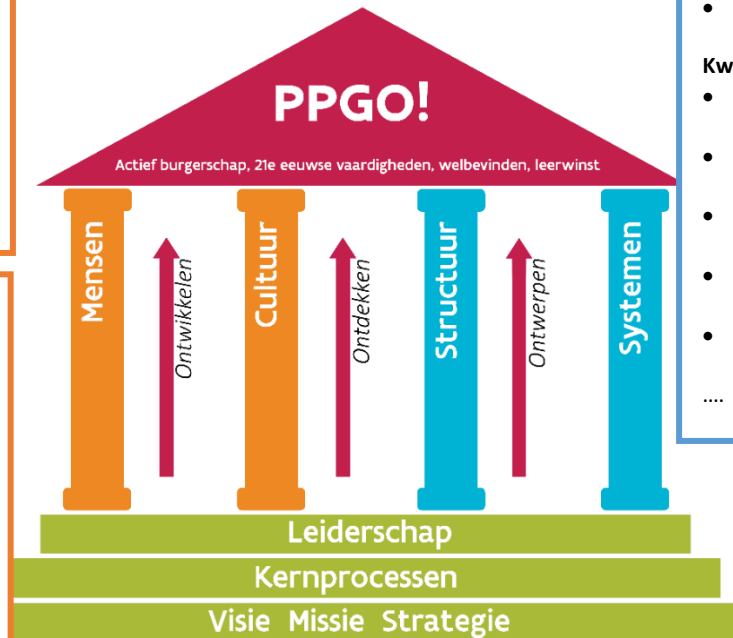 PPGO!
Actief burgerschap, 21e eeuwse vaardigheden, welbevinden, leerwinst
Mensen
Ontwikkelen
Cultuur
Ontdekken
Structuur
Ontwerpen
Systemen
Leiderschap
Kernprocessen
Visie Missie Strategie
•
Kw
•
•
•
•
•
....